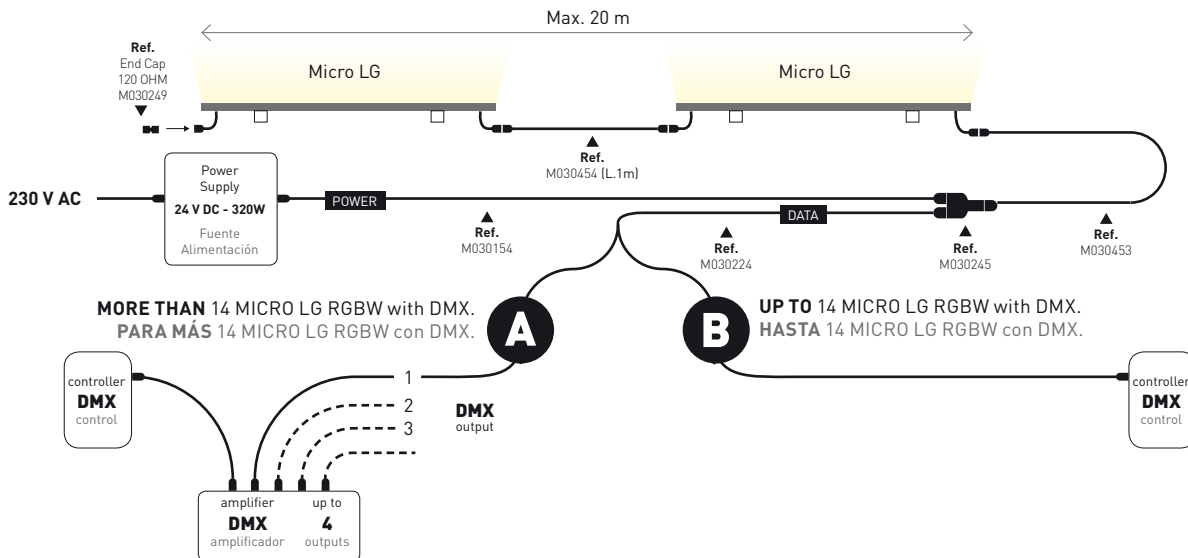 Max. 20 m
Ref.
End Cap
120 OHM
M030249
Micro LG
Micro LG
Ref.
M030454 (L.1m)
230 V AC
Power
Supply
24 V DC - 320W
Fuente
Alimentación
POWER
DATA
Ref.
M030154
Ref.
M030224
Ref.
M030245
Ref.
M030453
MORE THAN 14 MICRO LG RGBW with DMX.
PARA MÁS 14 MICRO LG RGBW con DMX.
A
B
UP TO 14 MICRO LG RGBW with DMX.
HASTA 14 MICRO LG RGBW con DMX.
controller
DMX
control
1
2
3
DMX
output
controller
DMX
control
amplifier
DMX
amplificador
up to
4
outputs